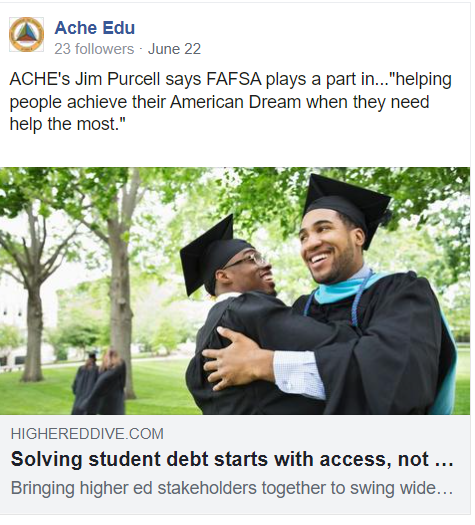 Ache Edu
23 followers · June 22
ACHE's Jim Purcell says FAFSA plays a part in..."helping
people achieve their American Dream when they need
help the most."
HIGHEREDDIVE.COM
Solving student debt starts with access, not ...
Bringing higher ed stakeholders together to swing wide...